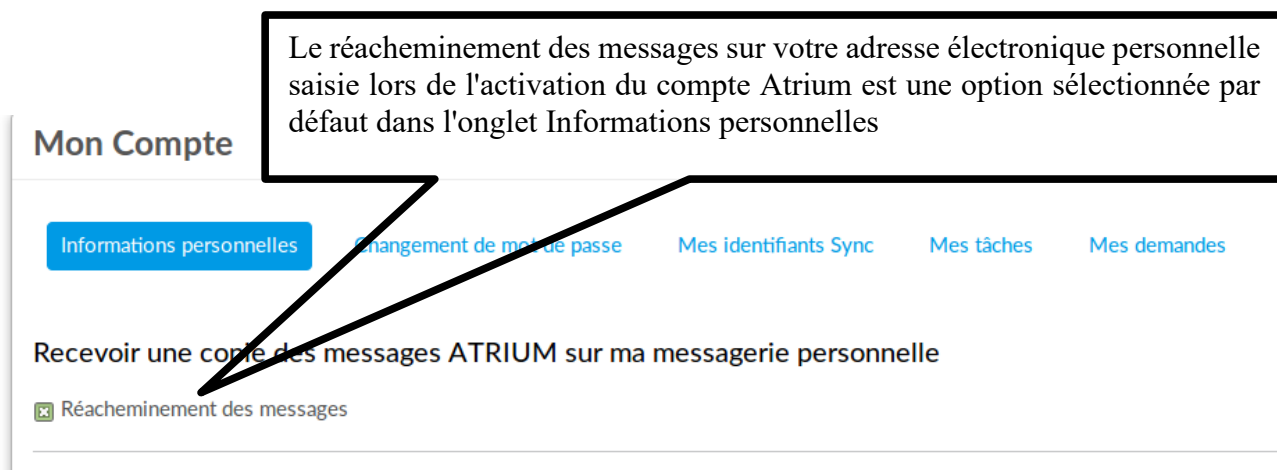 Le réacheminement des messages sur votre adresse électronique personnelle
saisie lors de l'activation du compte Atrium est une option sélectionnée par
défaut dans l'onglet Informations personnelles
Mon Compte
Informations personnelles Changement de mot de passe Mes identifiants Sync Mes tâches Mes demandes
Recevoir une copie des messages ATRIUM sur ma messagerie personnelle
Réacheminement des messages